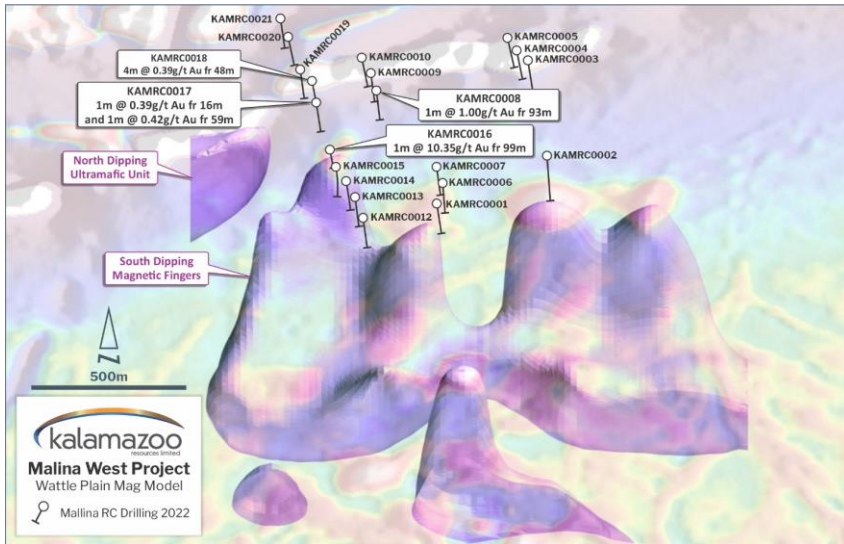 KAMRC0021
KAMRC0020
KAMRC0019
KAMRC0018
4m @ 0.39g/t Au fr 48m
KAMRC0017
1m @ 0.39g/t Au fr 16m
and 1m @ 0.42g/t Au fr 59m
KAMRC0010
KAMRC0009
KAMRC0008
1m @ 1.00g/t Au fr 93m
KAMRC0005
KAMRC0004
KAMRC0003
KAMRC0016
1m @ 10.35g/t Au fr 99m
KAMRC0015
KAMRC0014
KAMRC0013
KAMRC0012
KAMRC0007
KAMRC0006
KAMRC0001
KAMRC0002
North Dipping
Ultramafic Unit
South Dipping
Magnetic Fingers
N
500m
kalamazoo
resources limited
Malina West Project
Wattle Plain Mag Model
Mallina RC Drilling 2022